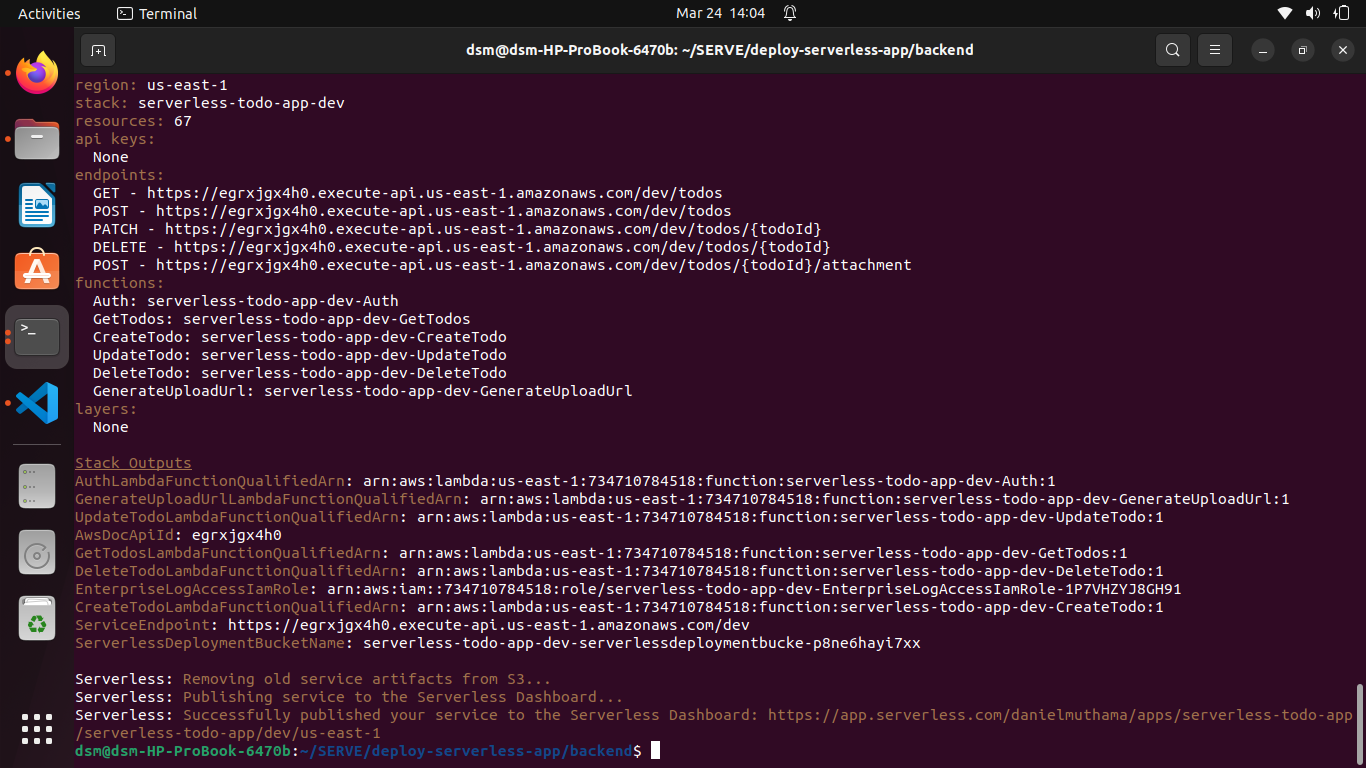 Activities
Terminal
Mar 24 14:04
dsm@dsm-HP-ProBook-6470b: ~/SERVE/deploy-serverless-app/backend
region: us-east-1
stack: serverless-todo-app-dev
resources: 67
api keys:
  None
endpoints:
  GET - https://egrxjgx4h0.execute-api.us-east-1.amazonaws.com/dev/todos
  POST - https://egrxjgx4h0.execute-api.us-east-1.amazonaws.com/dev/todos
  PATCH - https://egrxjgx4h0.execute-api.us-east-1.amazonaws.com/dev/todos/{todoId}
  DELETE - https://egrxjgx4h0.execute-api.us-east-1.amazonaws.com/dev/todos/{todoId}
  POST - https://egrxjgx4h0.execute-api.us-east-1.amazonaws.com/dev/todos/{todoId}/attachment
functions:
  Auth: serverless-todo-app-dev-Auth
  GetTodos: serverless-todo-app-dev-GetTodos
  CreateTodo: serverless-todo-app-dev-CreateTodo
  UpdateTodo: serverless-todo-app-dev-UpdateTodo
  DeleteTodo: serverless-todo-app-dev-DeleteTodo
  GenerateUploadUrl: serverless-todo-app-dev-GenerateUploadUrl
layers:
  None
Stack Outputs
AuthLambdaFunctionQualifiedArn: arn:aws:lambda:us-east-1:734710784518:function:serverless-todo-app-dev-Auth:1
GenerateUploadUrlLambdaFunctionQualifiedArn: arn:aws:lambda:us-east-1:734710784518:function:serverless-todo-app-dev-GenerateUploadUrl:1
UpdateTodoLambdaFunctionQualifiedArn: arn:aws:lambda:us-east-1:734710784518:function:serverless-todo-app-dev-UpdateTodo:1
AwsDocApiId: egrxjgx4h0
GetTodosLambdaFunctionQualifiedArn: arn:aws:lambda:us-east-1:734710784518:function:serverless-todo-app-dev-GetTodos:1
DeleteTodoLambdaFunctionQualifiedArn: arn:aws:lambda:us-east-1:734710784518:function:serverless-todo-app-dev-DeleteTodo:1
EnterpriseLogAccessIamRole: arn:aws:iam::734710784518:role/serverless-todo-app-dev-EnterpriseLogAccessIamRole-1P7VHZYJ8GH91
CreateTodoLambdaFunctionQualifiedArn: arn:aws:lambda:us-east-1:734710784518:function:serverless-todo-app-dev-CreateTodo:1
ServiceEndpoint: https://egrxjgx4h0.execute-api.us-east-1.amazonaws.com/dev
ServerlessDeploymentBucketName: serverless-todo-app-dev-serverlessdeploymentbucke-p8ne6hayi7xx
Serverless: Removing old service artifacts from S3...
Serverless: Publishing service to the Serverless Dashboard...
Serverless: Successfully published your service to the Serverless Dashboard: https://app.serverless.com/danielmuthama/apps/serverless-todo-app
/serverless-todo-app/dev/us-east-1
dsm@dsm-HP-ProBook-6470b:~/SERVE/deploy-serverless-app/backend$